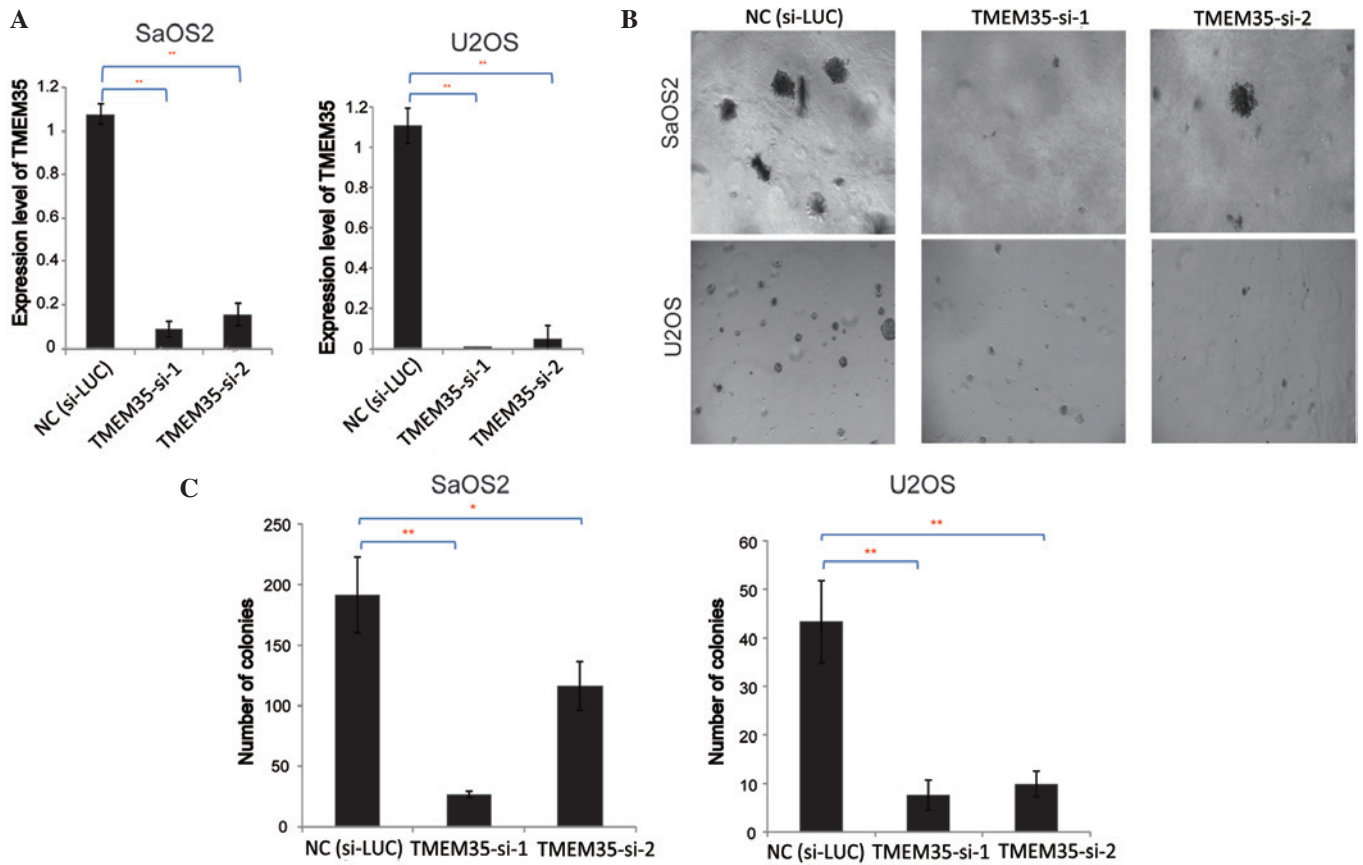 A
SaOS2
**
**
Expression level of TMEM35
1.2
1
0.8
0.6
0.4
0.2
0
NC (si-LUC)
TMEM35-si-1
TMEM35-si-2
U2OS
**
**
Expression level of TMEM35
1.2
1
0.8
0.6
0.4
0.2
0
NC (si-LUC)
TMEM35-si-1
TMEM35-si-2
B
NC (si-LUC) TMEM35-si-1 TMEM35-si-2
SaOS2
U2OS
C
SaOS2
*
**
Number of colonies
250
200
150
100
50
0
NC (si-LUC) TMEM35-si-1 TMEM35-si-2
U2OS
**
**
Number of colonies
60
50
40
30
20
10
0
NC (si-LUC) TMEM35-si-1 TMEM35-si-2